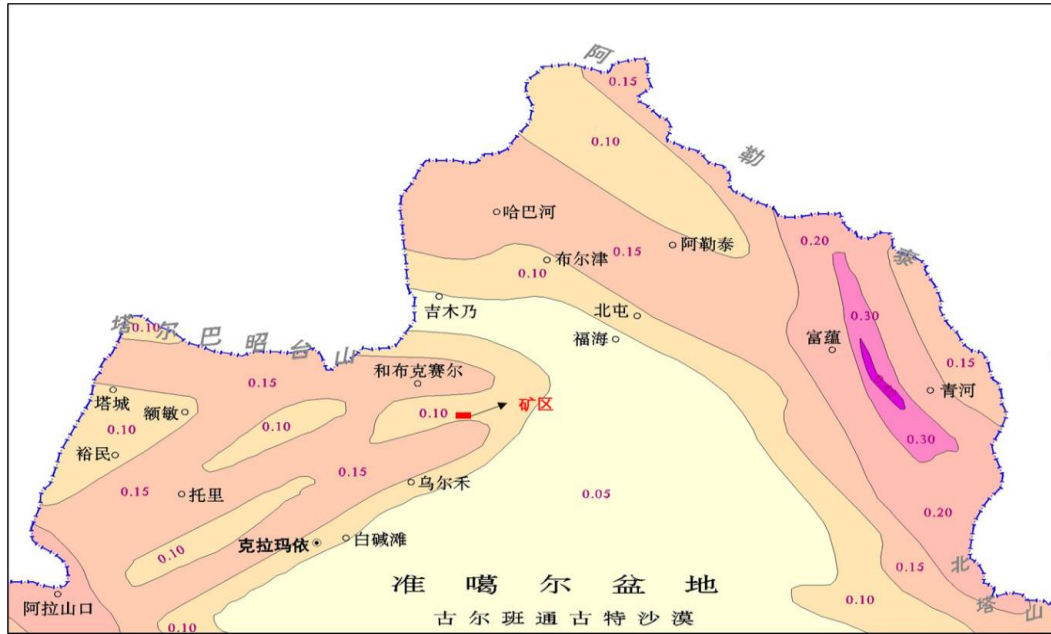 阿
勒
泰
0.15
0.10
哈巴河
0.15
阿勒泰
0.20
布尔津
0.10
吉木乃
北屯
福海
0.30
富蕴
0.15
青河
0.30
塔尔巴昭台山
0.10
0.15
和布克赛尔
塔城
额敏
0.10
0.10
0.10
矿区
裕民
0.15
托里
0.15
乌尔禾
0.05
0.20
0.10
克拉玛依
白碱滩
0.15
北塔山
阿拉山口
准噶尔盆地
0.10
古尔班通古特沙漠
0.10